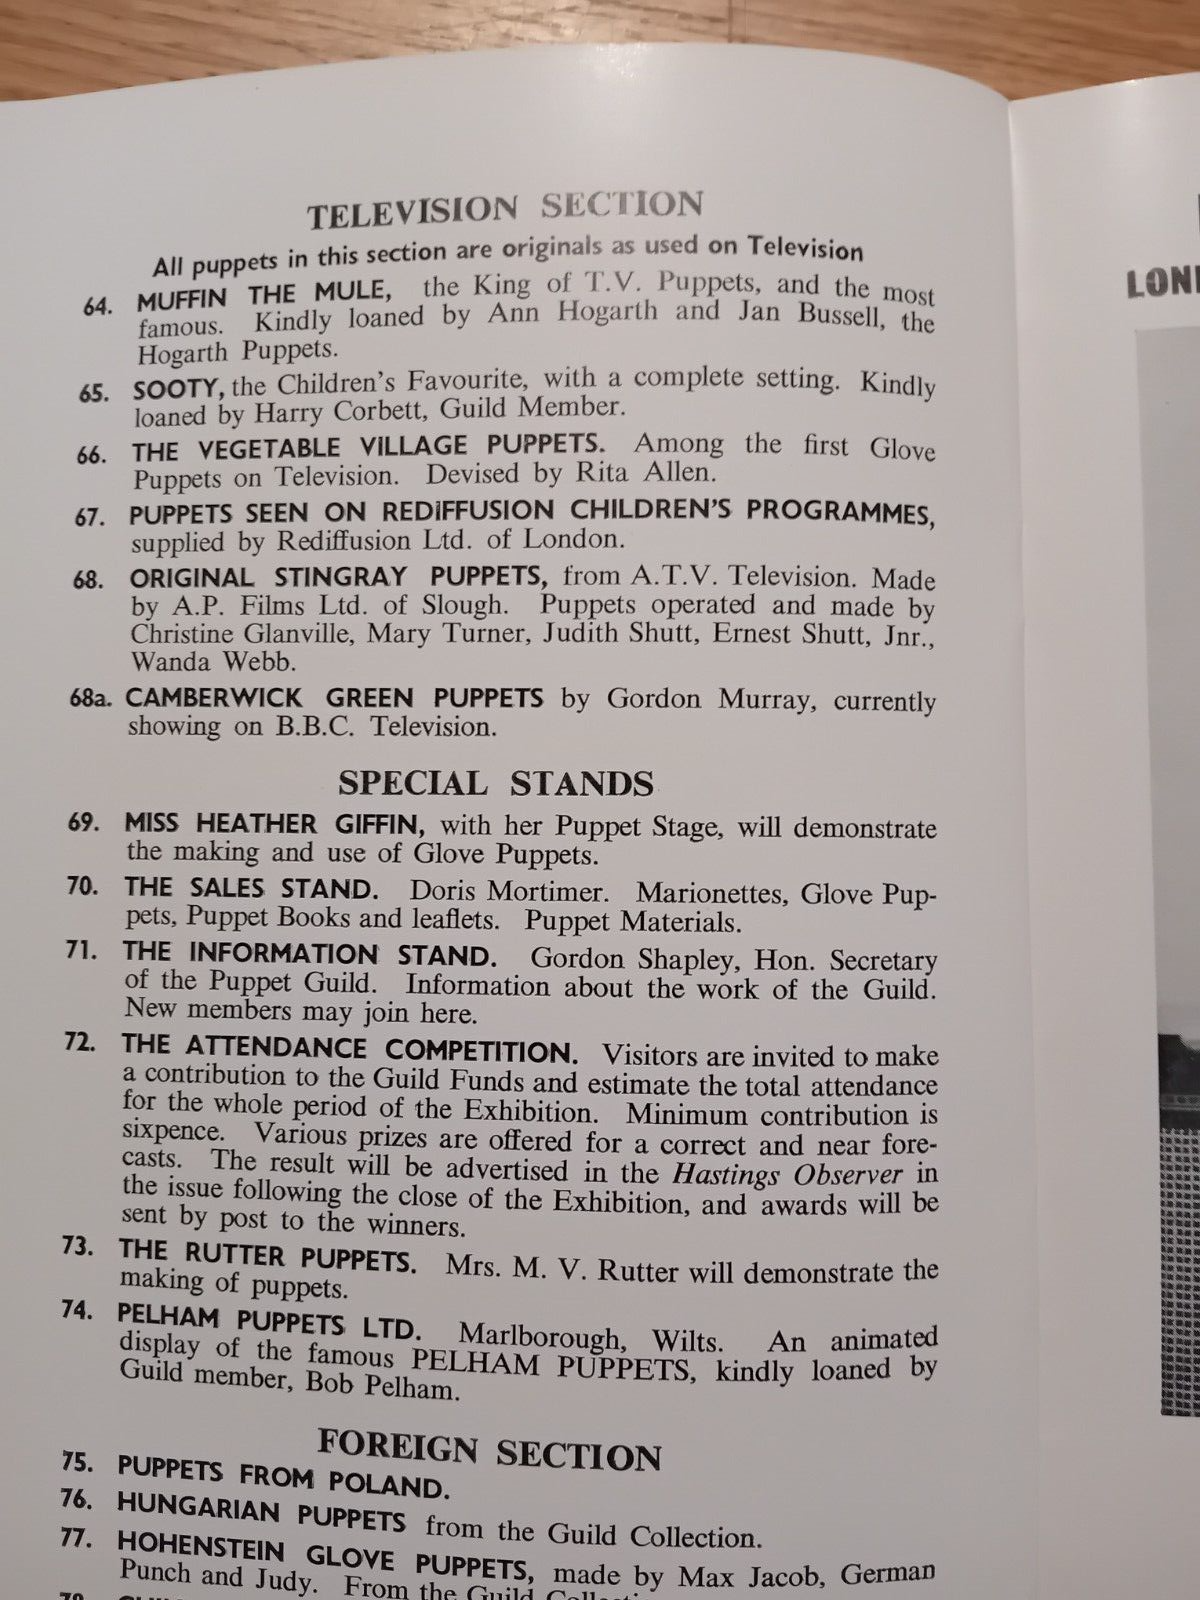 TELEVISION SECTION
All puppets in this section are originals as used on Television
64. MUFFIN THE MULE, the King of T.V. Puppets, and the most
famous. Kindly loaned by Ann Hogarth and Jan Bussell, the
Hogarth Puppets.
65. SOOTY, the Children's Favourite, with a complete setting. Kindly
loaned by Harry Corbett, Guild Member.
66. THE VEGETABLE VILLAGE PUPPETS. Among the first Glove
Puppets on Television. Devised by Rita Allen.
67. PUPPETS SEEN ON REDIFFUSION CHILDREN'S PROGRAMMES,
supplied by Rediffusion Ltd. of London.
68. ORIGINAL STINGRAY PUPPETS, from A.T.V. Television. Made
by A.P. Films Ltd. of Slough. Puppets operated and made by
Christine Glanville, Mary Turner, Judith Shutt, Ernest Shutt, Jnr.,
Wanda Webb.
68a. CAMBERWICK GREEN PUPPETS by Gordon Murray, currently
showing on B.B.C. Television.
SPECIAL STANDS
69. MISS HEATHER GIFFIN, with her Puppet Stage, will demonstrate
the making and use of Glove Puppets.
70. THE SALES STAND. Doris Mortimer. Marionettes, Glove Pup-
pets, Puppet Books and leaflets. Puppet Materials.
71. THE INFORMATION STAND. Gordon Shapley, Hon. Secretary
of the Puppet Guild. Information about the work of the Guild.
New members may join here.
72. THE ATTENDANCE COMPETITION. Visitors are invited to make
a contribution to the Guild Funds and estimate the total attendance
for the whole period of the Exhibition. Minimum contribution is
sixpence. Various prizes are offered for a correct and near fore-
casts. The result will be advertised in the Hastings Observer in
the issue following the close of the Exhibition, and awards will be
sent by post to the winners.
73. THE RUTTER PUPPETS. Mrs. M. V. Rutter will demonstrate the
making of puppets.
74. PELHAM PUPPETS LTD. Marlborough, Wilts. An animated
display of the famous PELHAM PUPPETS, kindly loaned by
Guild member, Bob Pelham.
FOREIGN SECTION
75. PUPPETS FROM POLAND.
76. HUNGARIAN PUPPETS from the Guild Collection.
77. HOHENSTEIN GLOVE PUPPETS, made by Max Jacob, German
Punch and Judy. From the Guild